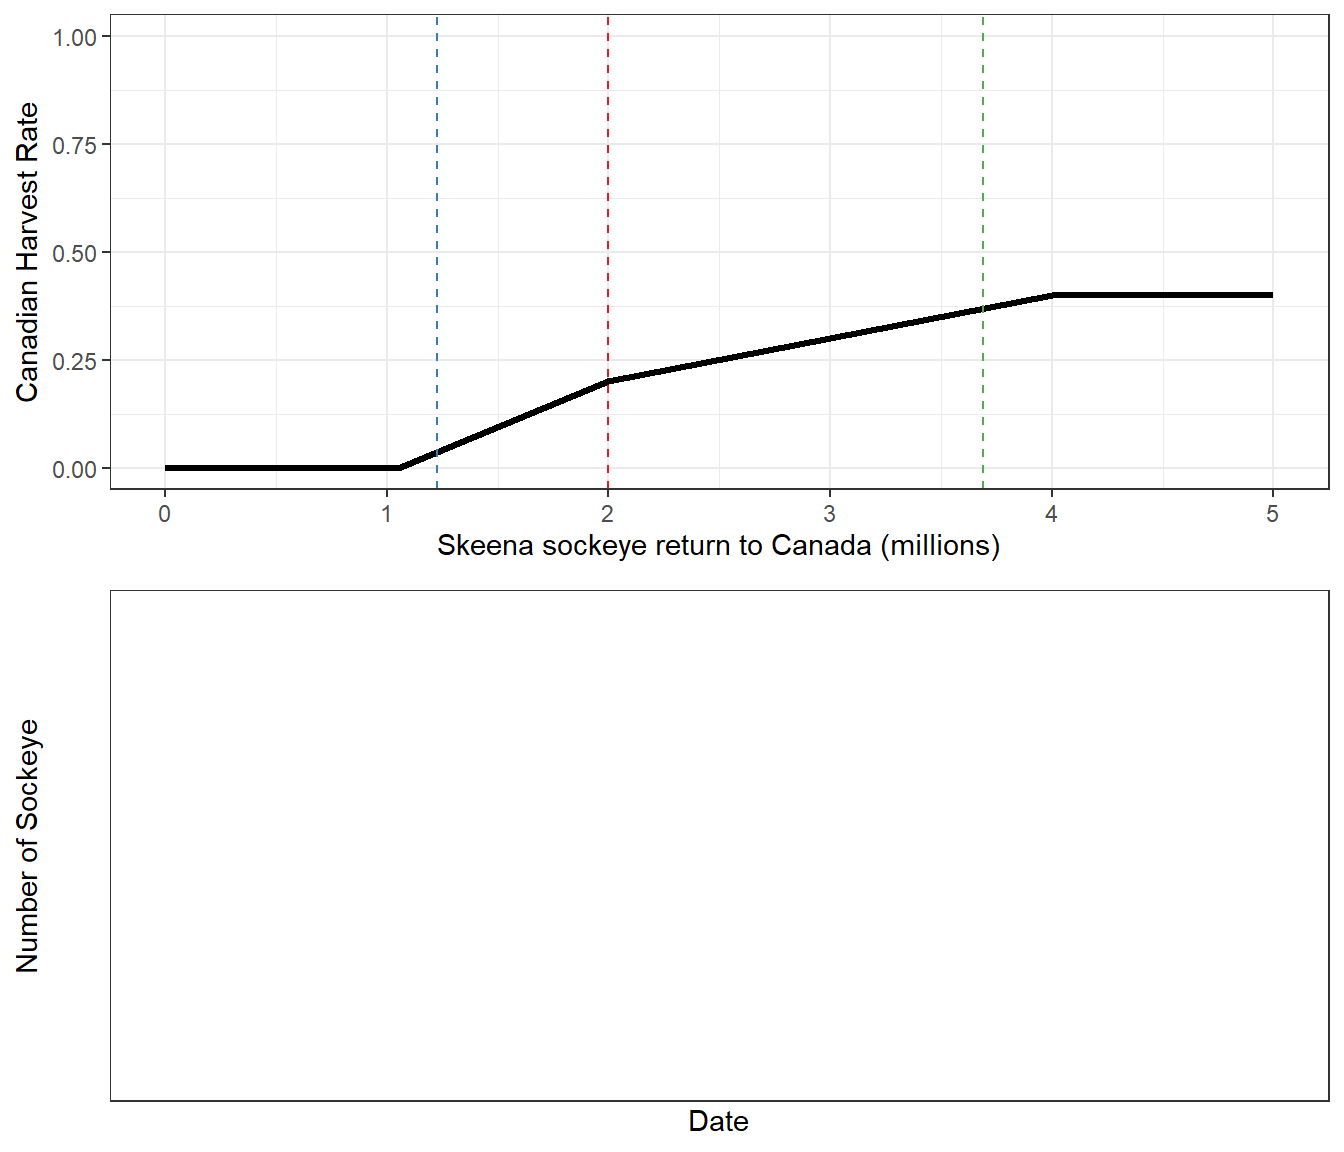 Canadian Harvest Rate
1.00
0.75
0.50
0.25
0.00
0 1 2 3 4 5
Skeena sockeye return to Canada (millions)
Number of Sockeye
Date